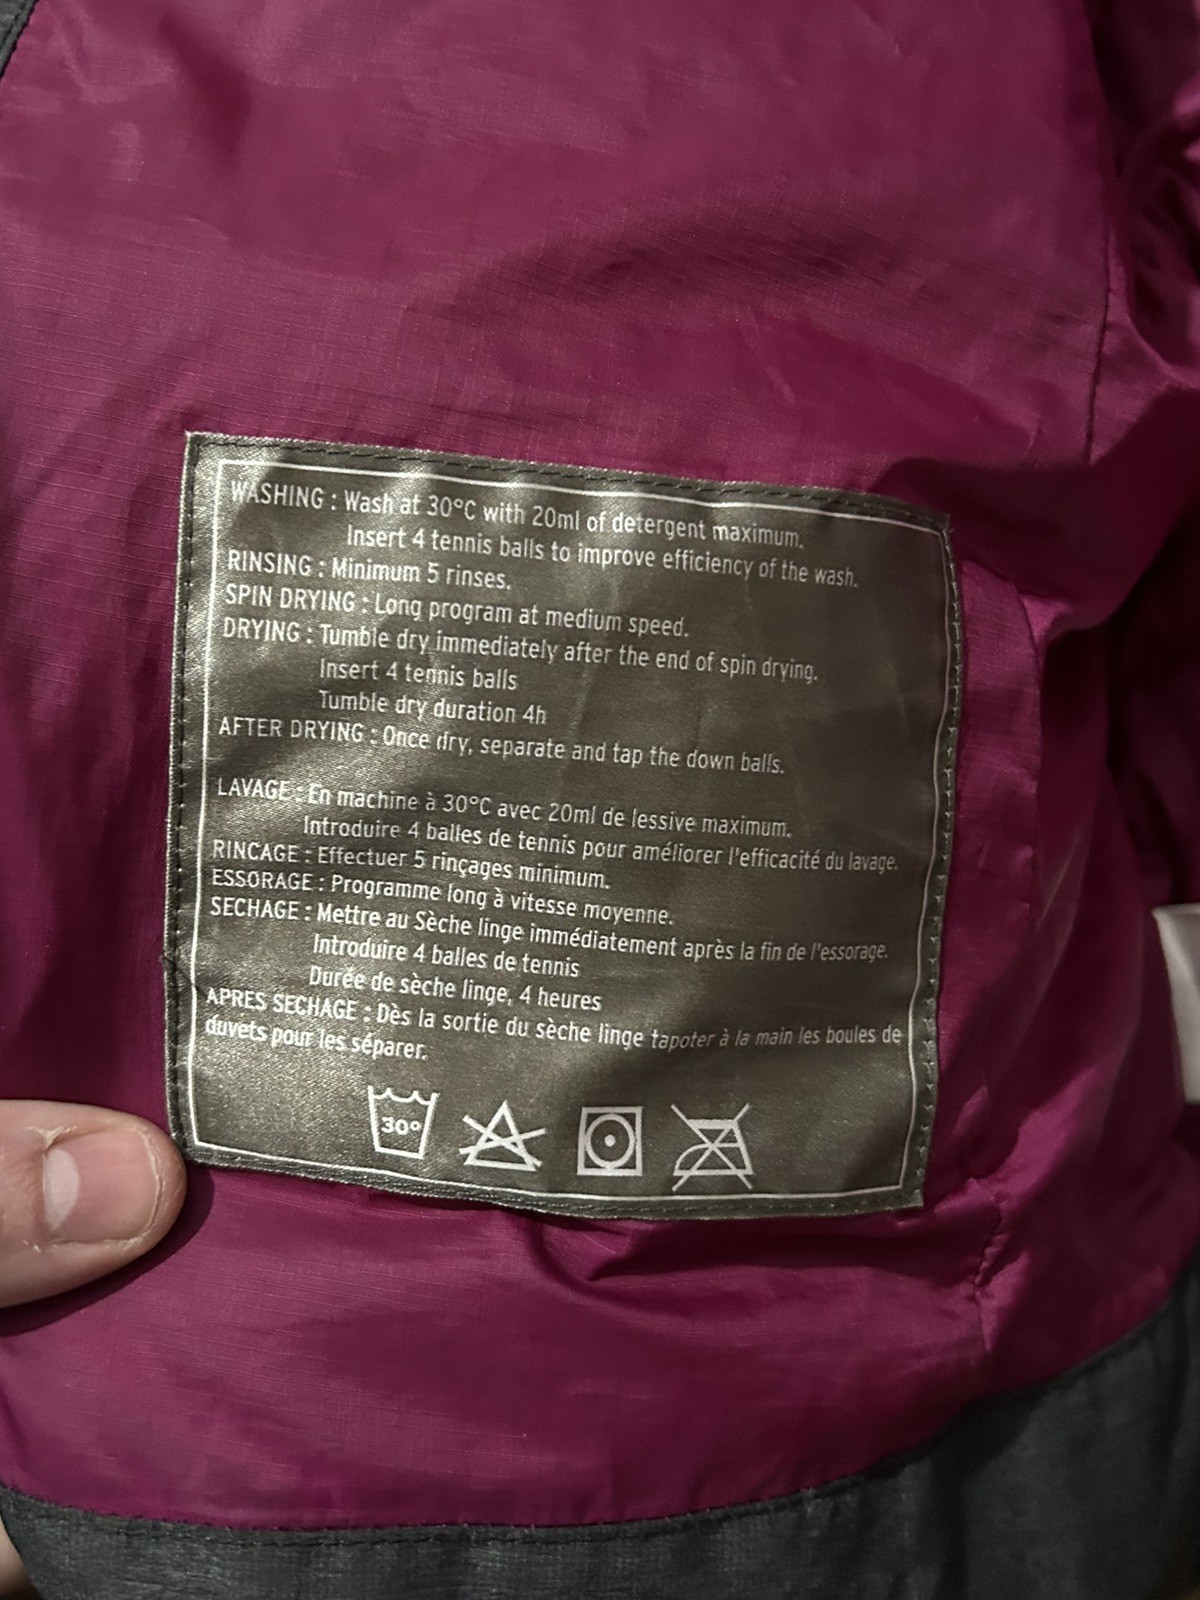 WASHING : Wash at 30°C with 20ml of detergent maximum.
Insert 4 tennis balls to improve efficiency of the wash.
RINSING : Minimum 5 rinses.
SPIN DRYING : Long program at medium speed.
DRYING : Tumble dry immediately after the end of spin drying.
Insert 4 tennis balls
Tumble dry duration 4h
AFTER DRYING : Once dry, separate and tap the down balls.
LAVAGE : En machine à 30°C avec 20ml de lessive maximum.
Introduire 4 balles de tennis pour améliorer l'efficacité du lavage.
RINCAGE : Effectuer 5 rinçages minimum.
ESSORAGE : Programme long à vitesse moyenne.
SECHAGE : Mettre au Sèche linge immédiatement après la fin de l'essorage.
Introduire 4 balles de tennis
Durée de sèche linge, 4 heures
APRES SECHAGE : Dès la sortie du sèche linge tapoter à la main les boules de
duvets pour les séparer.
30°